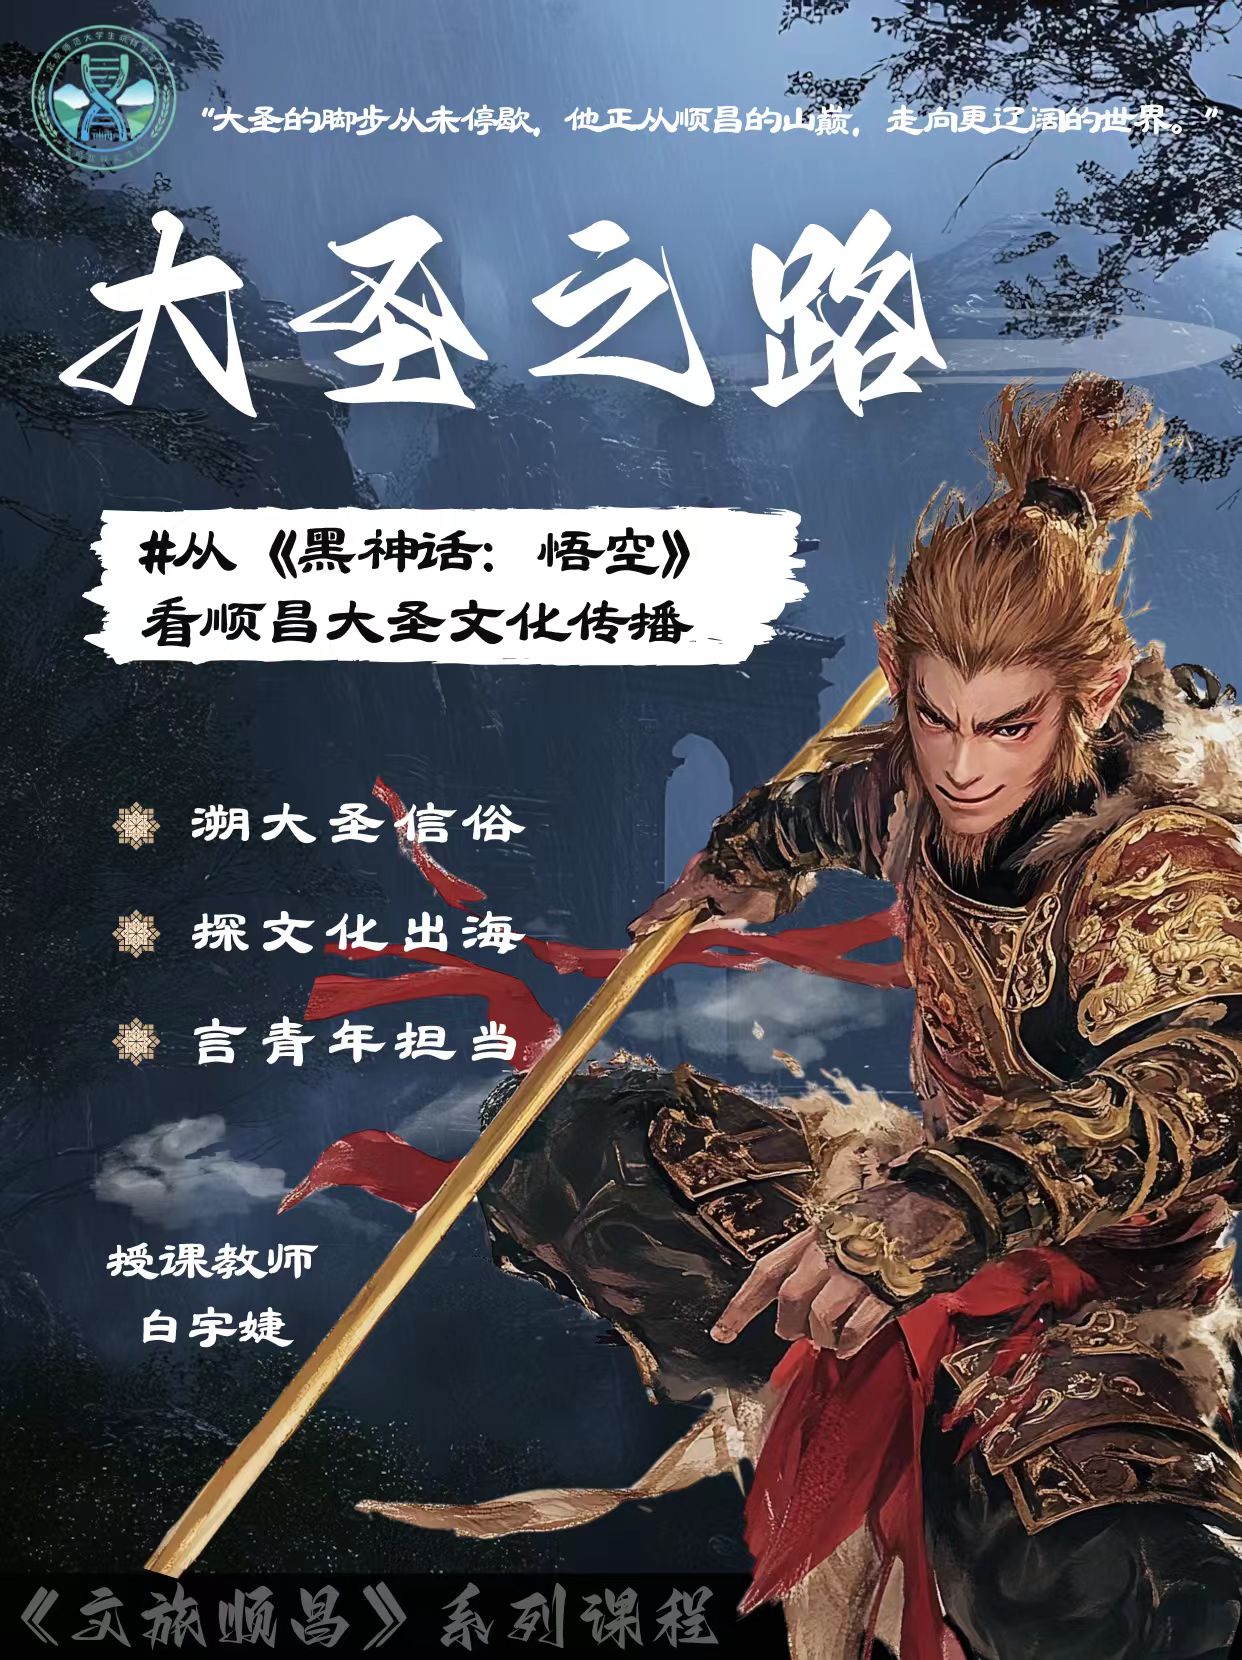 “大圣的脚步从未停歇，他正从顺昌的山巅，走向更辽阔的世界。”
大圣之路
#从《黑神话：悟空》
看顺昌大圣文化传播
溯大圣信俗
探文化出海
言青年担当
授课教师
白宇婕
《文旅顺昌》系列课程